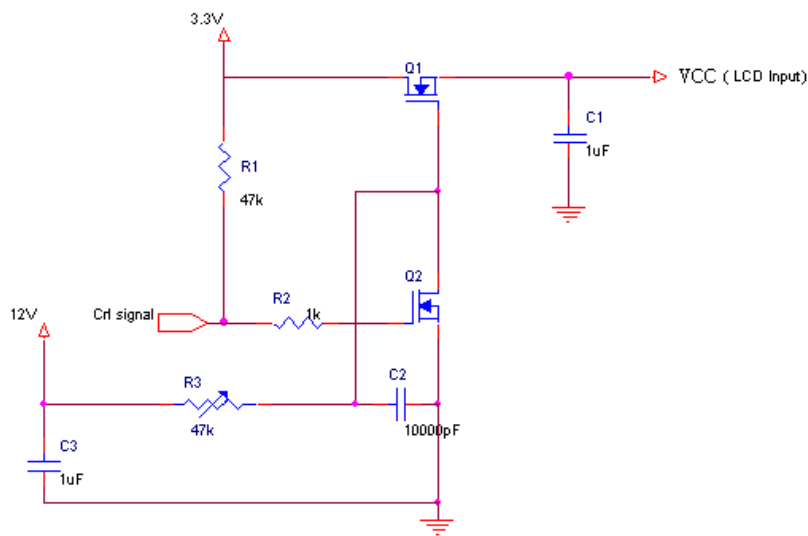 3.3V
Q1
VCC ( LCD Input)
C1
1uF
R1
47k
Q2
12V
Crl signal
R2
1k
R3
47k
C2
10000pF
C3
1uF